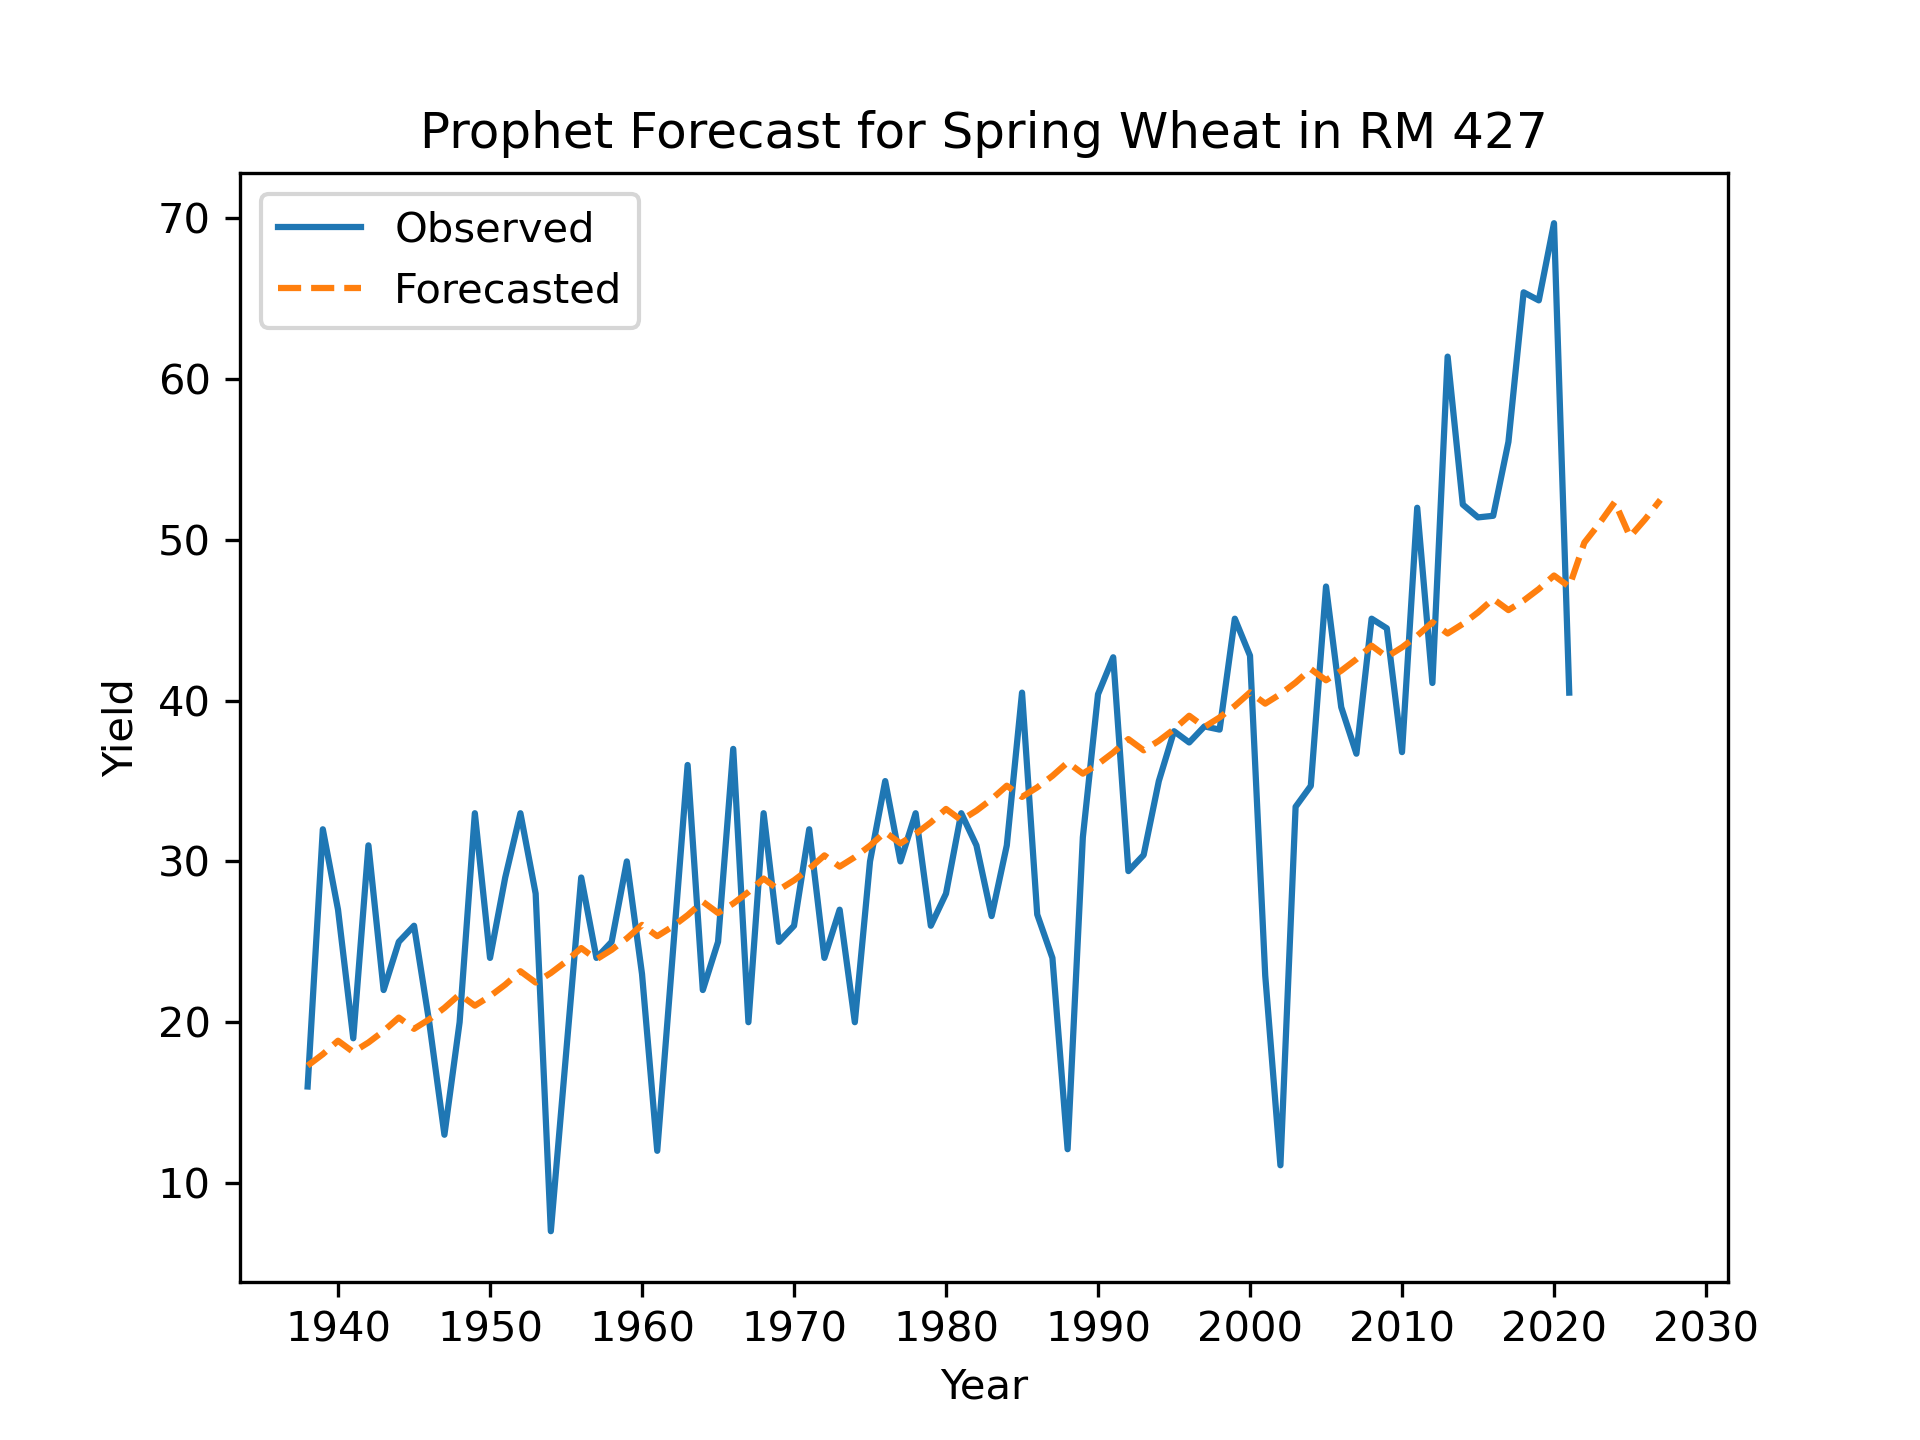 Prophet Forecast for Spring Wheat in RM 427
Observed
Forecasted
70
60
50
40
30
20
10
Yield
1940 1950 1960 1970 1980 1990 2000 2010 2020 2030
Year